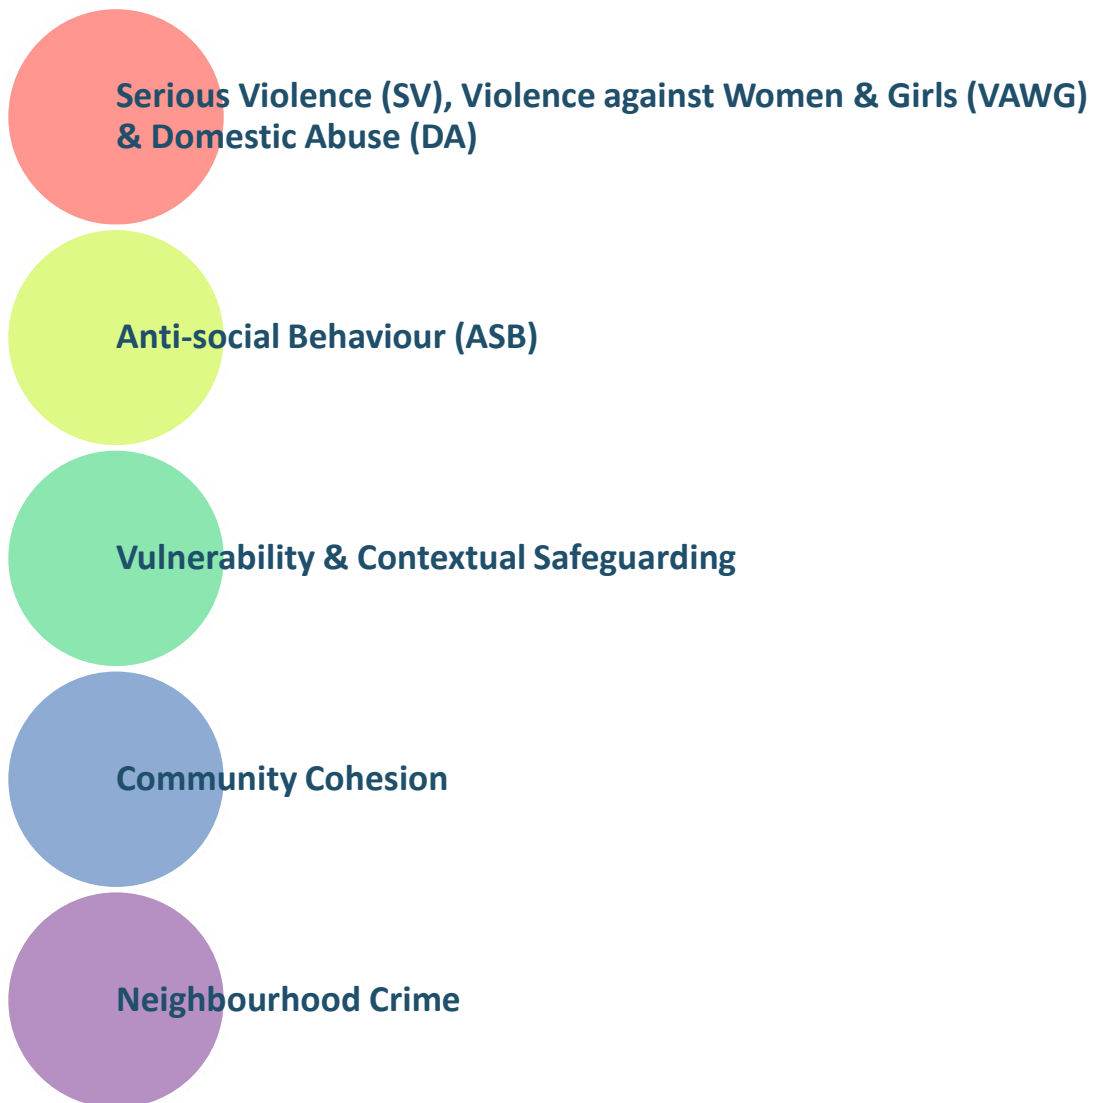 Serious Violence (SV), Violence against Women & Girls (VAWG)
& Domestic Abuse (DA)
Anti-social Behaviour (ASB)
Vulnerability & Contextual Safeguarding
Community Cohesion
Neighbourhood Crime